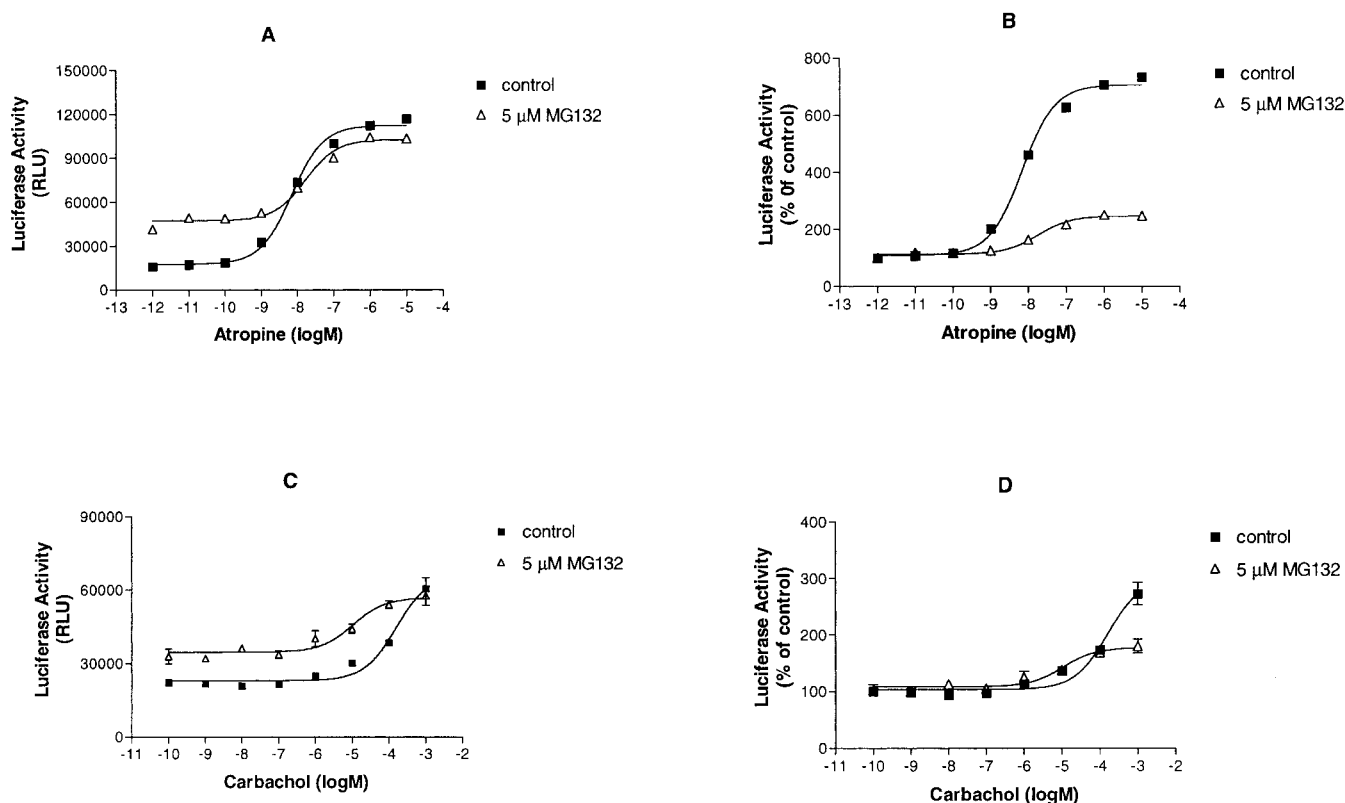 A
150000
120000
90000
60000
30000
0
Luciferase Activity
(RLU)
-13 -12 -11 -10 -9 -8 -7 -6 -5 -4
Atropine (logM)
control
5 μM MG132
B
800
600
400
200
0
Luciferase Activity
(% 0f control)
-13 -12 -11 -10 -9 -8 -7 -6 -5 -4
Atropine (logM)
control
5 μM MG132
C
90000
60000
30000
0
Luciferase Activity
(RLU)
-11 -10 -9 -8 -7 -6 -5 -4 -3 -2
Carbachol (logM)
control
5 μM MG132
D
400
300
200
100
0
Luciferase Activity
(% of control)
-11 -10 -9 -8 -7 -6 -5 -4 -3 -2
Carbachol (logM)
control
5 μM MG132